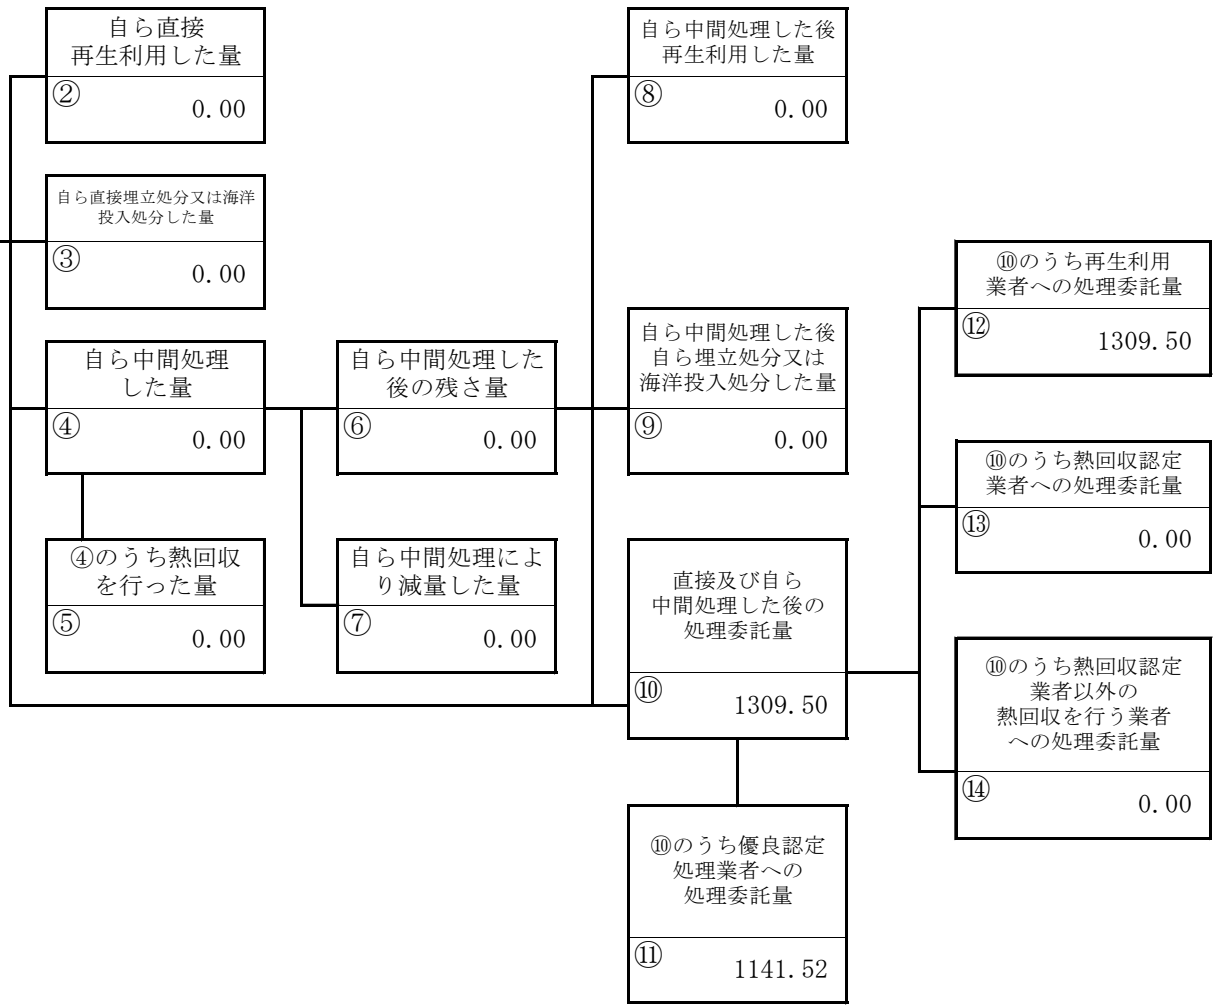 自ら直接
再生利用した量
②
0.00
自ら直接埋立処分又は海洋
投入処分した量
③
0.00
自ら中間処理
した量
④
0.00
④のうち熱回収
を行った量
⑤
0.00
自ら中間処理した
後の残さ量
⑥
0.00
自ら中間処理によ
り減量した量
⑦
0.00
自ら中間処理した後
再生利用した量
⑧
0.00
自ら中間処理した後
自ら埋立処分又は
海洋投入処分した量
⑨
0.00
直接及び自ら
中間処理した後の
処理委託量
⑩
1309.50
⑩のうち優良認定
処理業者への
処理委託量
⑪
1141.52
⑩のうち再生利用
業者への処理委託量
⑫
1309.50
⑩のうち熱回収認定
業者への処理委託量
⑬
0.00
⑩のうち熱回収認定
業者以外の
熱回収を行う業者
への処理委託量
⑭
0.00